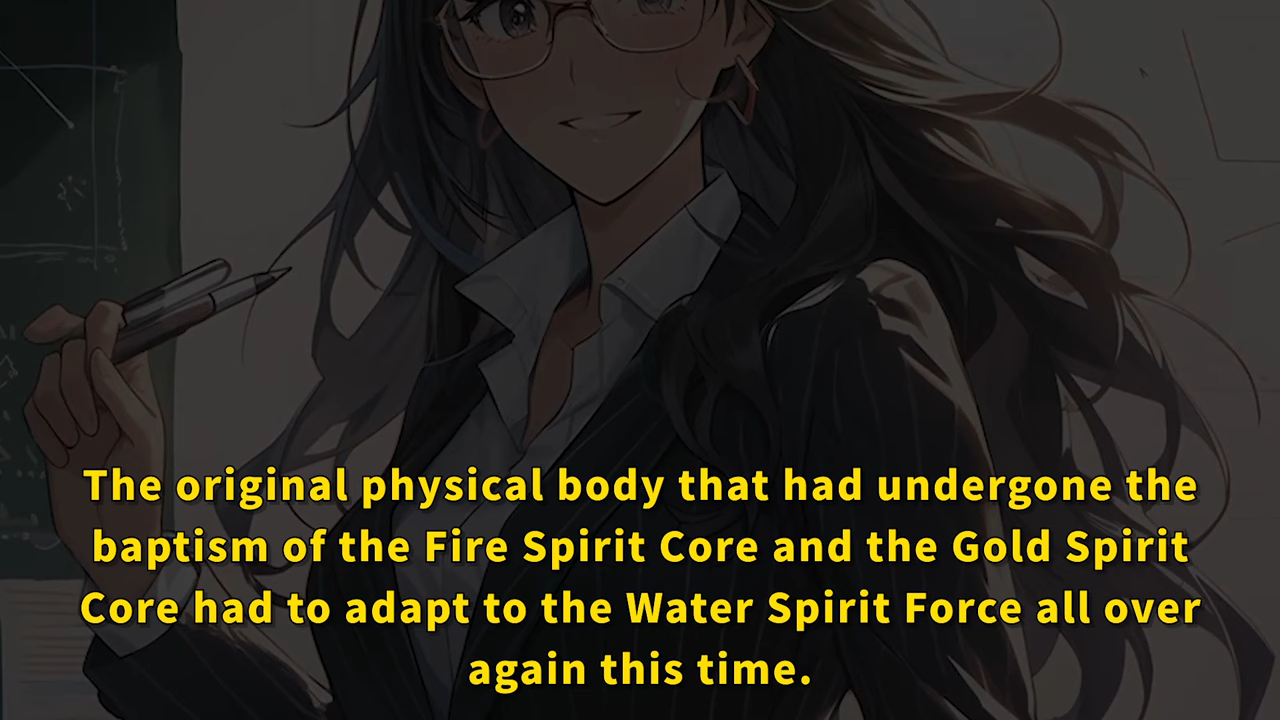 The original physical body that had undergone the
baptism of the Fire Spirit Core and the Gold Spirit
Core had to adapt to the Water Spirit Force all over
again this time.